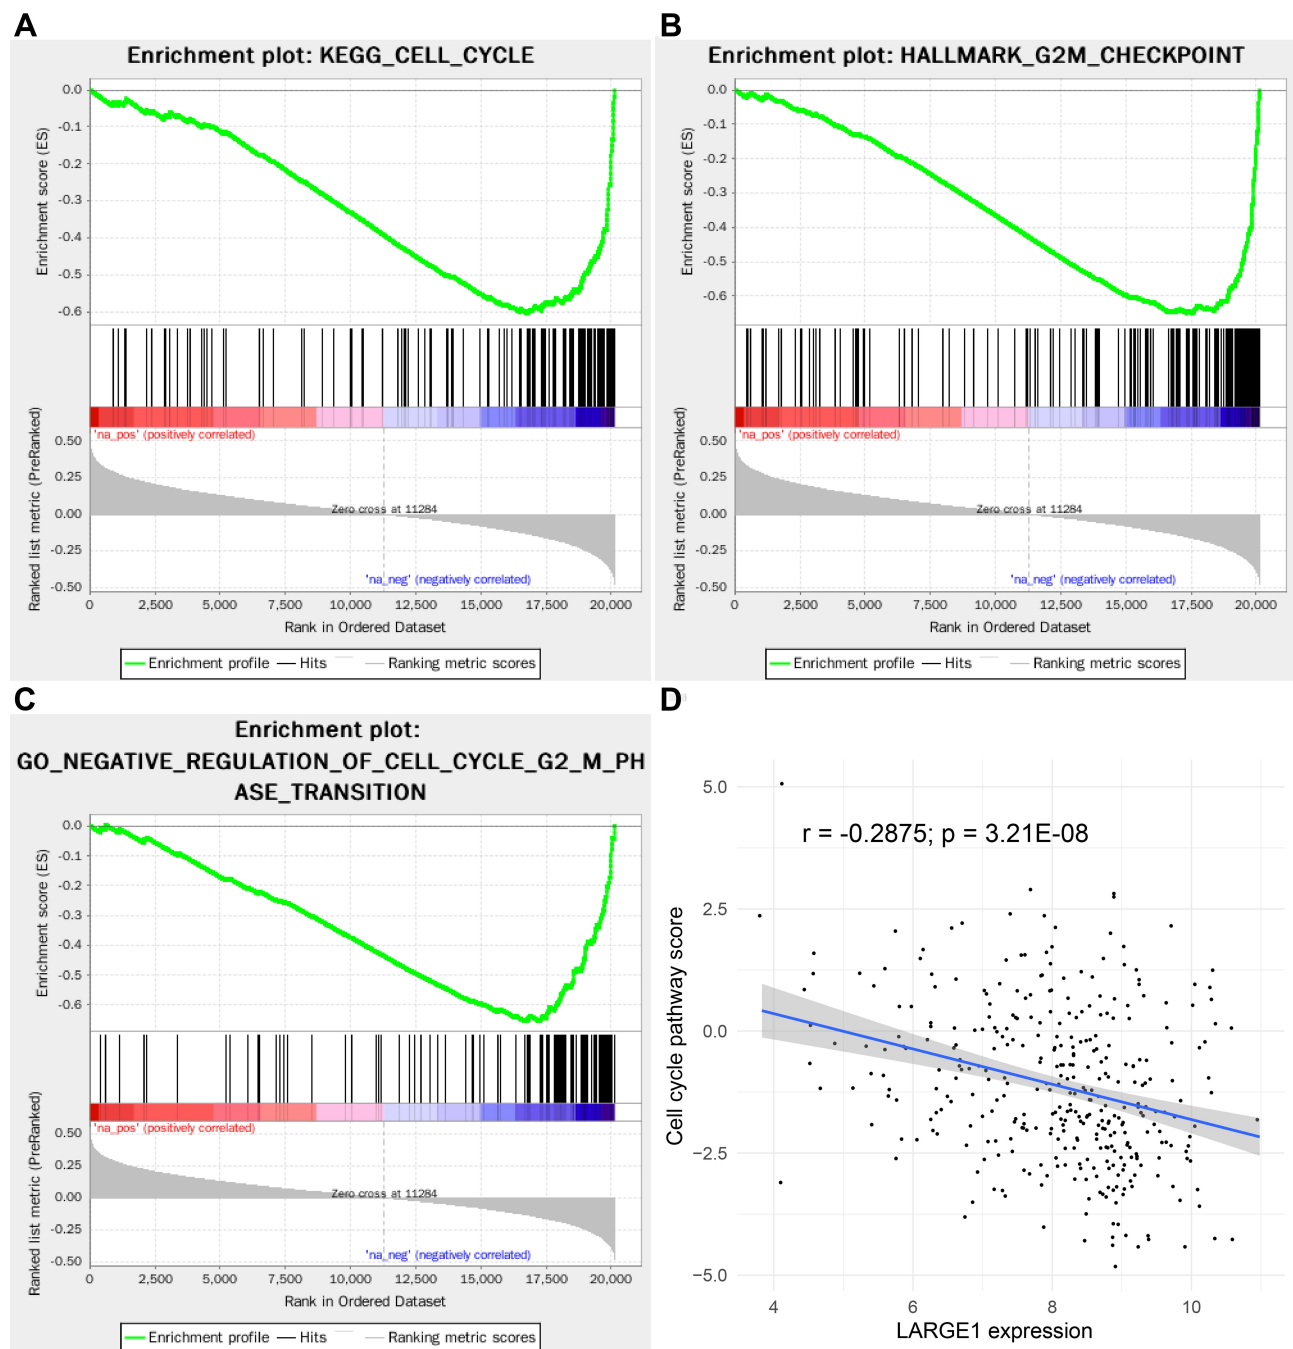 A
Enrichment plot: KEGG_CELL_CYCLE
Enrichment score (ES)
0.0
-0.1
-0.2
-0.3
-0.4
-0.5
-0.6
'na_pos' (positively correlated)
Ranked list metric (PreRanked)
0.50
0.25
0.00
-0.25
-0.50
Zero cross at 11284
'na_neg' (negatively correlated)
0 2,500 5,000 7,500 10,000 12,500 15,000 17,500 20,000
Rank in Ordered Dataset
Enrichment profile Hits Ranking metric scores
B
Enrichment plot: HALLMARK_G2M_CHECKPOINT
Enrichment score (ES)
0.0
-0.1
-0.2
-0.3
-0.4
-0.5
-0.6
'na_pos' (positively correlated)
Ranked list metric (PreRanked)
0.50
0.25
0.00
-0.25
-0.50
Zero cross at 11284
'na_neg' (negatively correlated)
0 2,500 5,000 7,500 10,000 12,500 15,000 17,500 20,000
Rank in Ordered Dataset
Enrichment profile Hits Ranking metric scores
C
Enrichment plot:
GO_NEGATIVE_REGULATION_OF_CELL_CYCLE_G2_M_PH
ASE_TRANSITION
Enrichment score (ES)
0.0
-0.1
-0.2
-0.3
-0.4
-0.5
-0.6
'na_pos' (positively correlated)
Ranked list metric (PreRanked)
0.50
0.25
0.00
-0.25
-0.50
Zero cross at 11284
'na_neg' (negatively correlated)
0 2,500 5,000 7,500 10,000 12,500 15,000 17,500 20,000
Rank in Ordered Dataset
Enrichment profile Hits Ranking metric scores
D
r = -0.2875; p = 3.21E-08
Cell cycle pathway score
5.0
2.5
0.0
−2.5
−5.0
4 6 8 10
LARGE1 expression